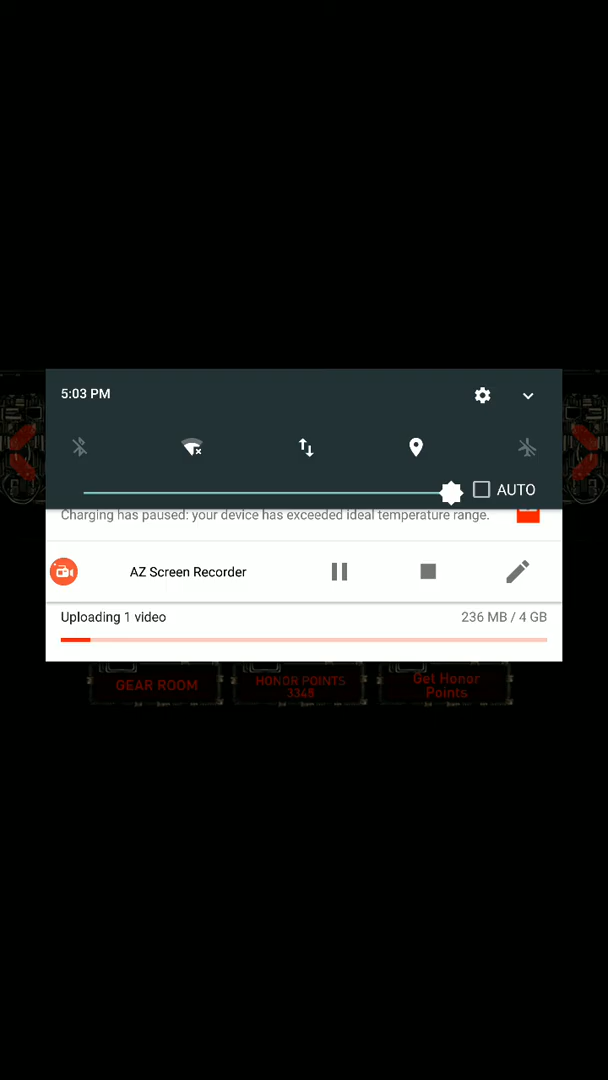 5:03 PM
AUTO
Charging has paused: your device has exceeded ideal temperature range.
AZ Screen Recorder
Uploading 1 video 236 MB / 4 GB
GEAR ROOM
HONOR POINTS
3348
Get Honor
Points